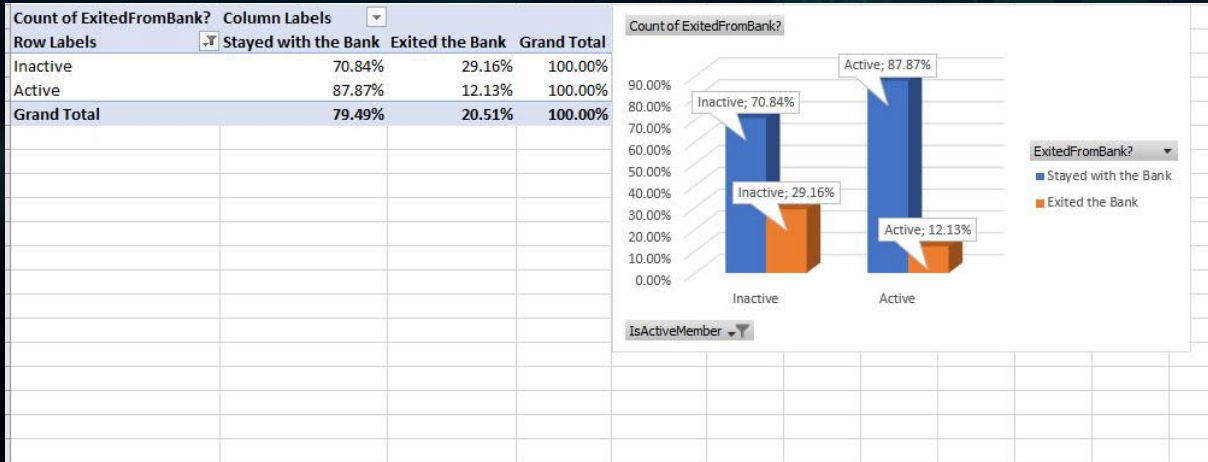 Count of ExitedFromBank? Column Labels
Row Labels Stayed with the Bank Exited the Bank Grand Total
Inactive 70.84% 29.16% 100.00%
Active 87.87% 12.13% 100.00%
Grand Total 79.49% 20.51% 100.00%
Count of ExitedFromBank?
Active; 87.87%
Inactive; 70.84%
Inactive; 29.16%
Active; 12.13%
90.00%
80.00%
70.00%
60.00%
50.00%
40.00%
30.00%
20.00%
10.00%
0.00%
Inactive Active
ExitedFromBank?
Stayed with the Bank
Exited the Bank
IsActiveMember